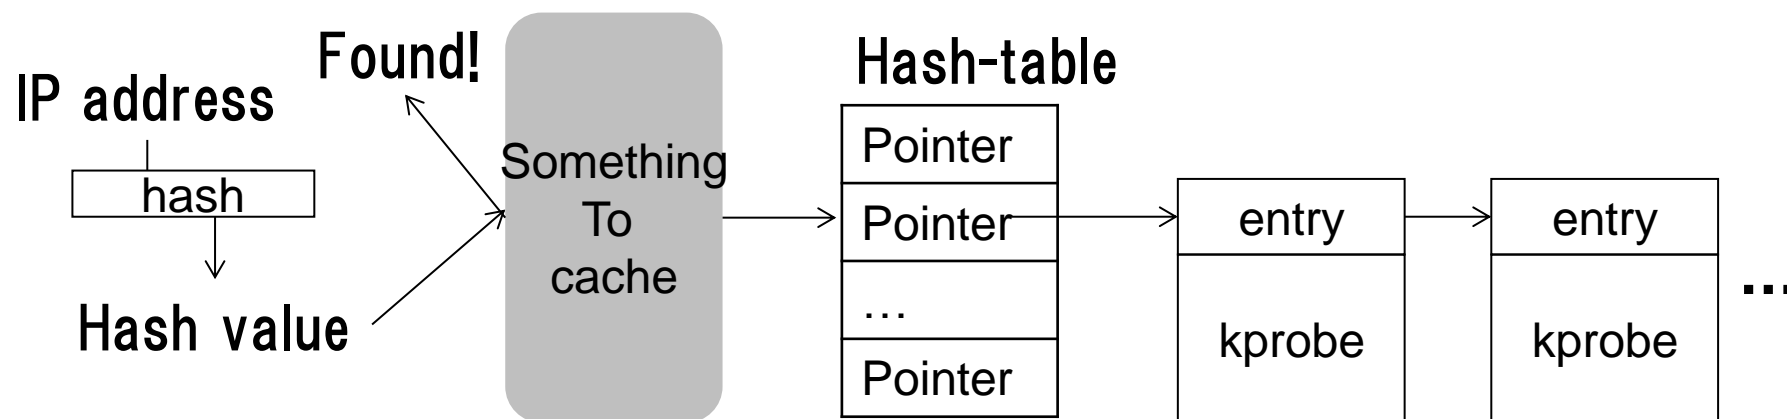 IP address
hash
Hash value
Found!
Something
To
cache
Hash-table
Pointer
Pointer
…
Pointer
entry
kprobe
entry
kprobe
…